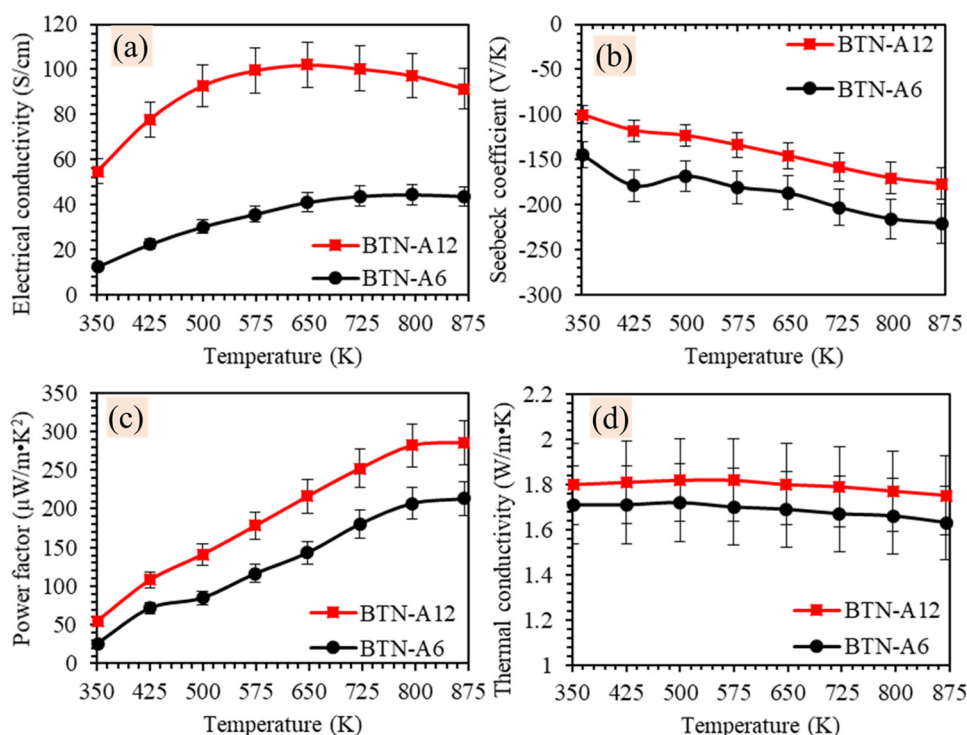 (a)
Electrical conductivity (S/cm)
120
100
80
60
40
20
0
BTN-A12
BTN-A6
350 425 500 575 650 725 800 875
Temperature (K)
(b)
Seebeck coefficient (V/K)
-0
-50
-100
-150
-200
-250
-300
BTN-A12
BTN-A6
350 425 500 575 650 725 800 875
Temperature (K)
(c)
Power factor (μW/m•K²)
350
300
250
200
150
100
50
0
BTN-A12
BTN-A6
350 425 500 575 650 725 800 875
Temperature (K)
(d)
Thermal conductivity (W/m•K)
2.2
2
1.8
1.6
1.4
1.2
1
BTN-A12
BTN-A6
350 425 500 575 650 725 800 875
Temperature (K)